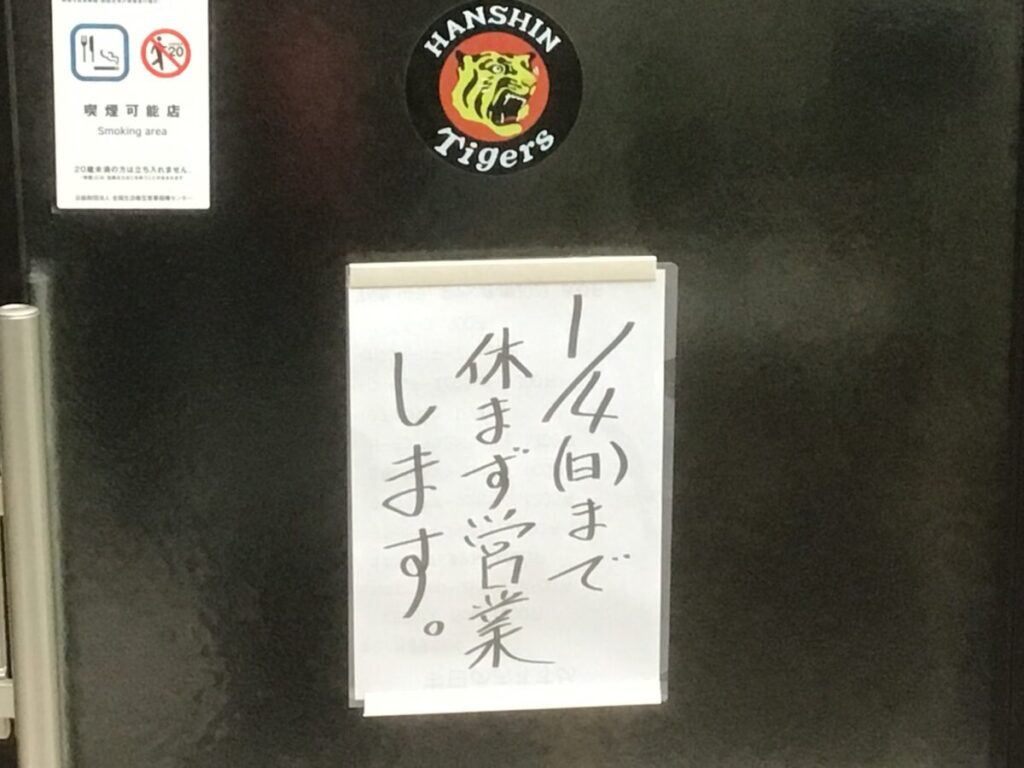 喫煙可能店
Smoking area
20歳未満の方は立ち入れません。
20
HANSHIN
Tigers
1/4(日)まで
休まず営業
します。